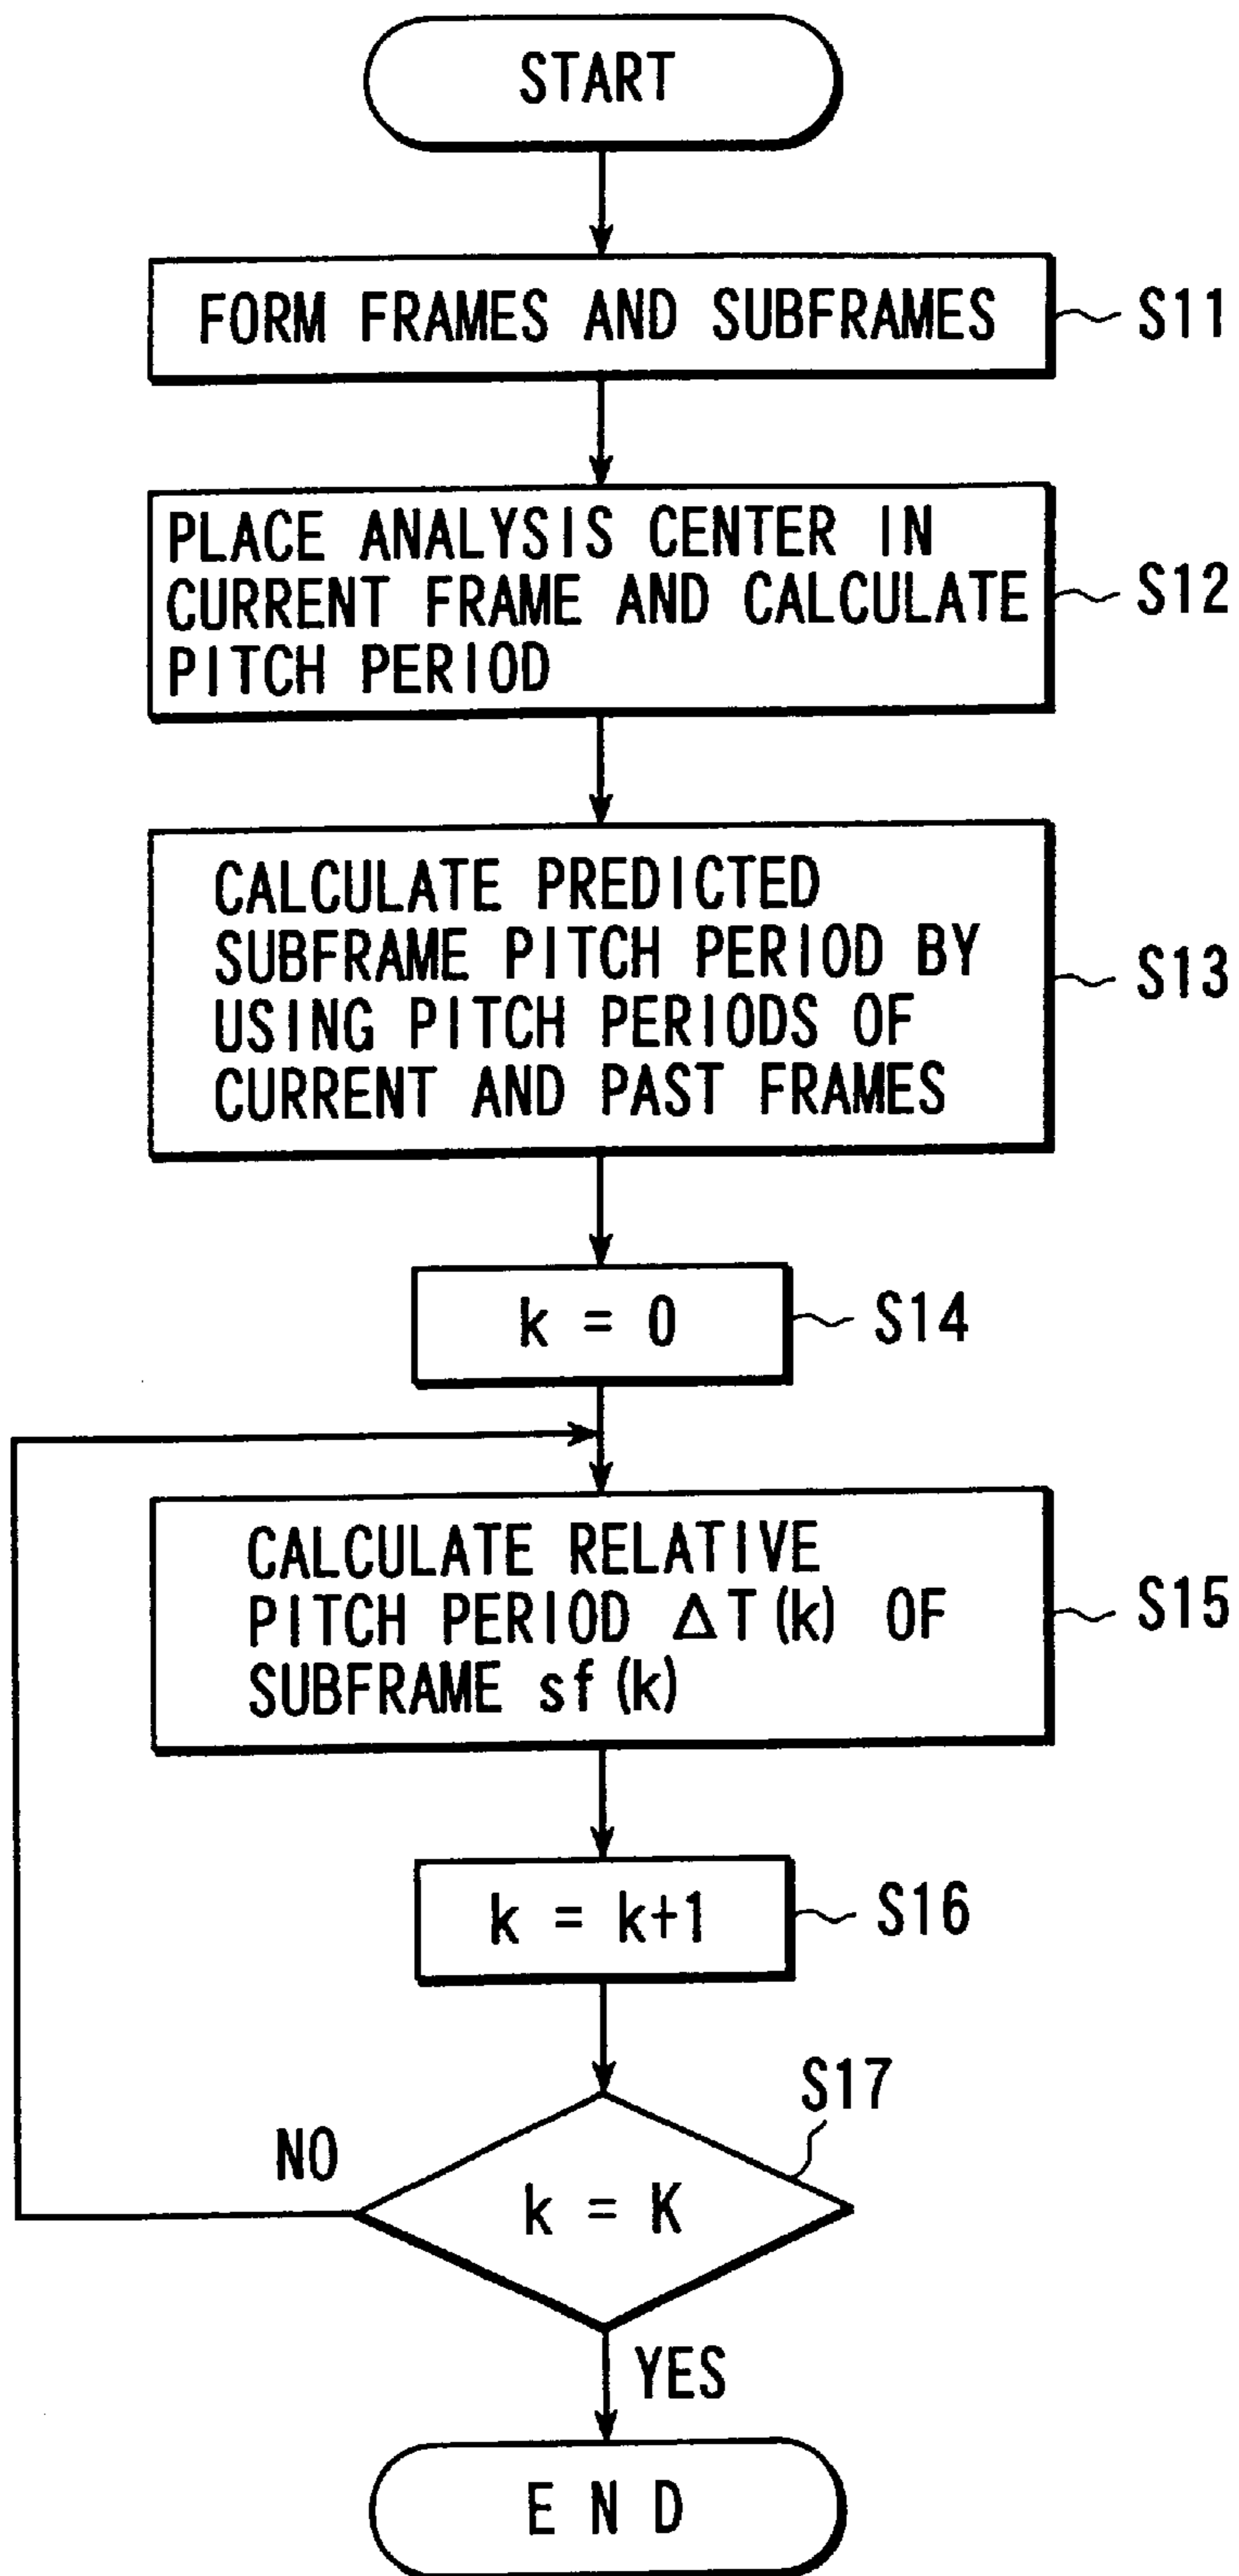 START
FORM FRAMES AND SUBFRAMES
S11
PLACE ANALYSIS CENTER IN
CURRENT FRAME AND CALCULATE
PITCH PERIOD
S12
CALCULATE PREDICTED
SUBFRAME PITCH PERIOD BY
USING PITCH PERIODS OF
CURRENT AND PAST FRAMES
S13
k = 0
S14
CALCULATE RELATIVE
PITCH PERIOD ΔT(k) OF
SUBFRAME sf(k)
S15
k = k+1
S16
S17
NO
k = K
YES
END